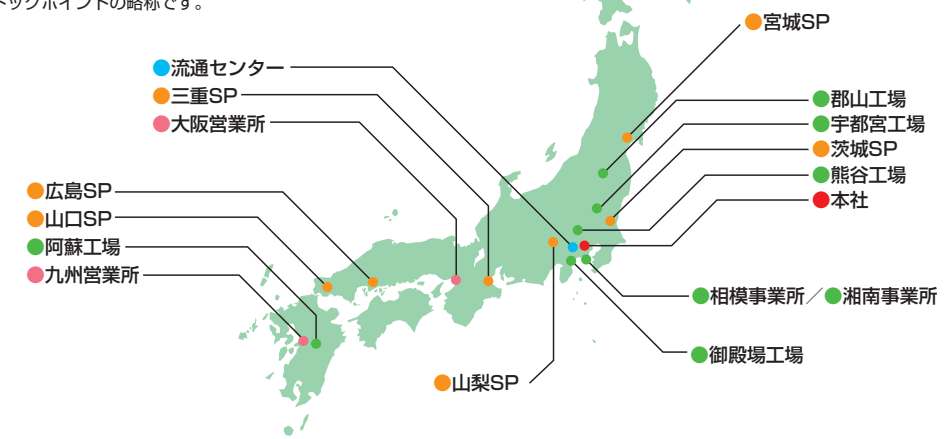 トックポイントの略称です。
●宮城SP
●流通センター
●三重SP
●大阪営業所
●郡山工場
●宇都宮工場
●茨城SP
●熊谷工場
●本社
●広島SP
●山口SP
●阿蘇工場
●九州営業所
●相模事業所／●湘南事業所
●御殿場工場
●山梨SP